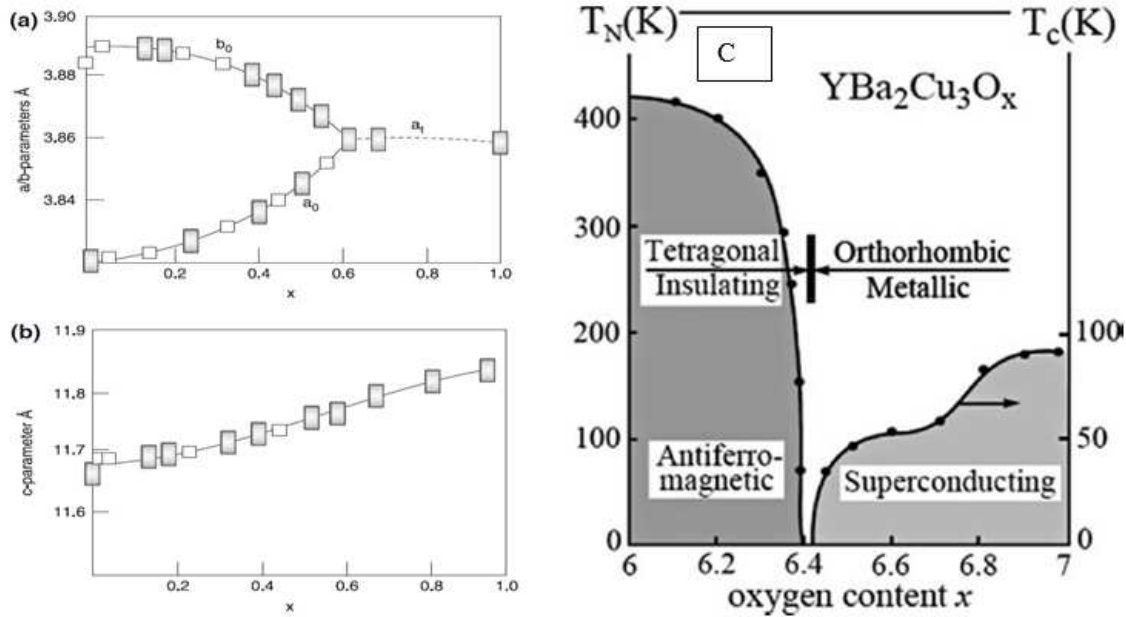 (a)
3.90
3.88
3.86
3.84
a/b-parameters Å
b₀
aₜ
a₀
0.2
0.4
0.6
0.8
1.0
x
(b)
11.9
11.8
11.7
11.6
c-parameter Å
0.2
0.4
0.6
0.8
1.0
x
T_N(K)
T_c(K)
C
YBa₂Cu₃Oₓ
400
300
200
100
0
Tetragonal
Insulating
Orthorhombic
Metallic
Antiferro-
magnetic
Superconducting
100
50
0
6
6.2
6.4
6.6
6.8
7
oxygen content x